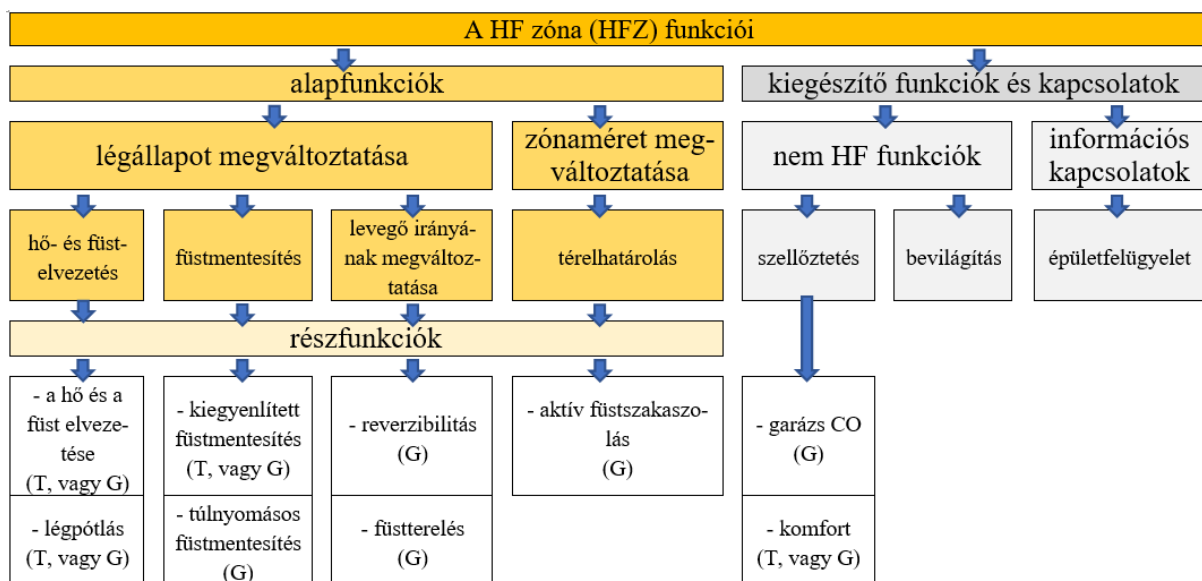 A HF zóna (HFZ) funkciói
alapfunkciók
kiegészítő funkciók és kapcsolatok
légállapot megváltoztatása
zónaméret meg-
változtatása
nem HF funkciók
információs
kapcsolatok
hő- és füst-
elvezetés
füstmentesítés
levegő irányá-
nak megváltoz-
tatása
térelhatárolás
szellőztetés
bevilágítás
épületfelügyelet
részfunkciók
- a hő és a
füst elveze-
tése
(T, vagy G)
- kiegyenlített
füstmentesítés
(T, vagy G)
- reverzibilitás
(G)
- aktív füstszakaszo-
lás
(G)
- garázs CO
(G)
- légpótlás
(T, vagy G)
- túlnyomásos
füstmentesítés
(G)
- füstterelés
(G)
- komfort
(T, vagy G)